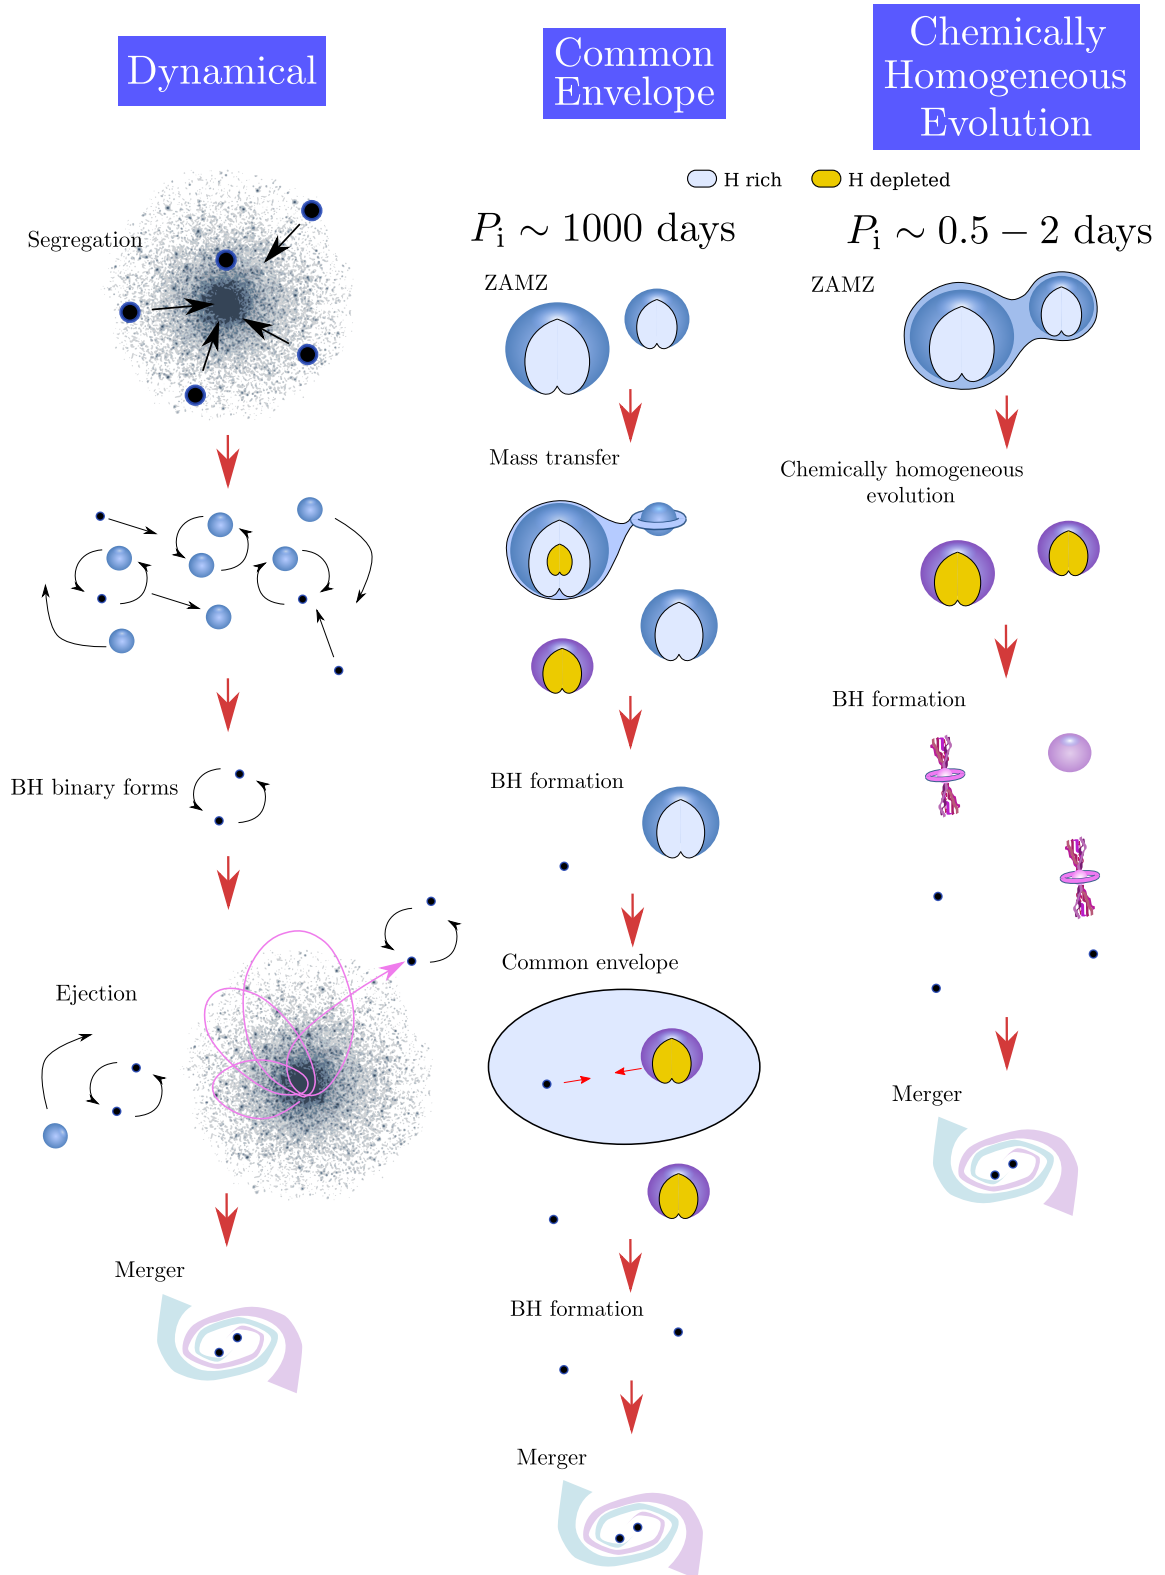 Dynamical
Segregation
BH binary forms
Ejection
Merger
Common
Envelope
H rich
H depleted
P_i ∼ 1000 days
ZAMZ
Mass transfer
BH formation
Common envelope
BH formation
Merger
Chemically
Homogeneous
Evolution
P_i ∼ 0.5 − 2 days
ZAMZ
Chemically homogeneous
evolution
BH formation
Merger